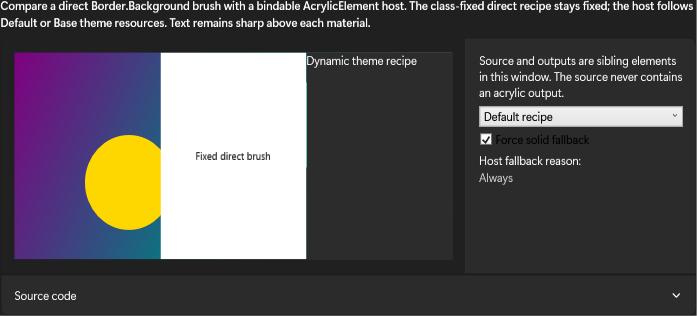 Compare a direct Border.Background brush with a bindable AcrylicElement host. The class-fixed direct recipe stays fixed; the host follows
Default or Base theme resources. Text remains sharp above each material.
Fixed direct brush
Dynamic theme recipe
Source and outputs are sibling elements
in this window. The source never contains
an acrylic output.
Default recipe
Force solid fallback
Host fallback reason:
Always
Source code